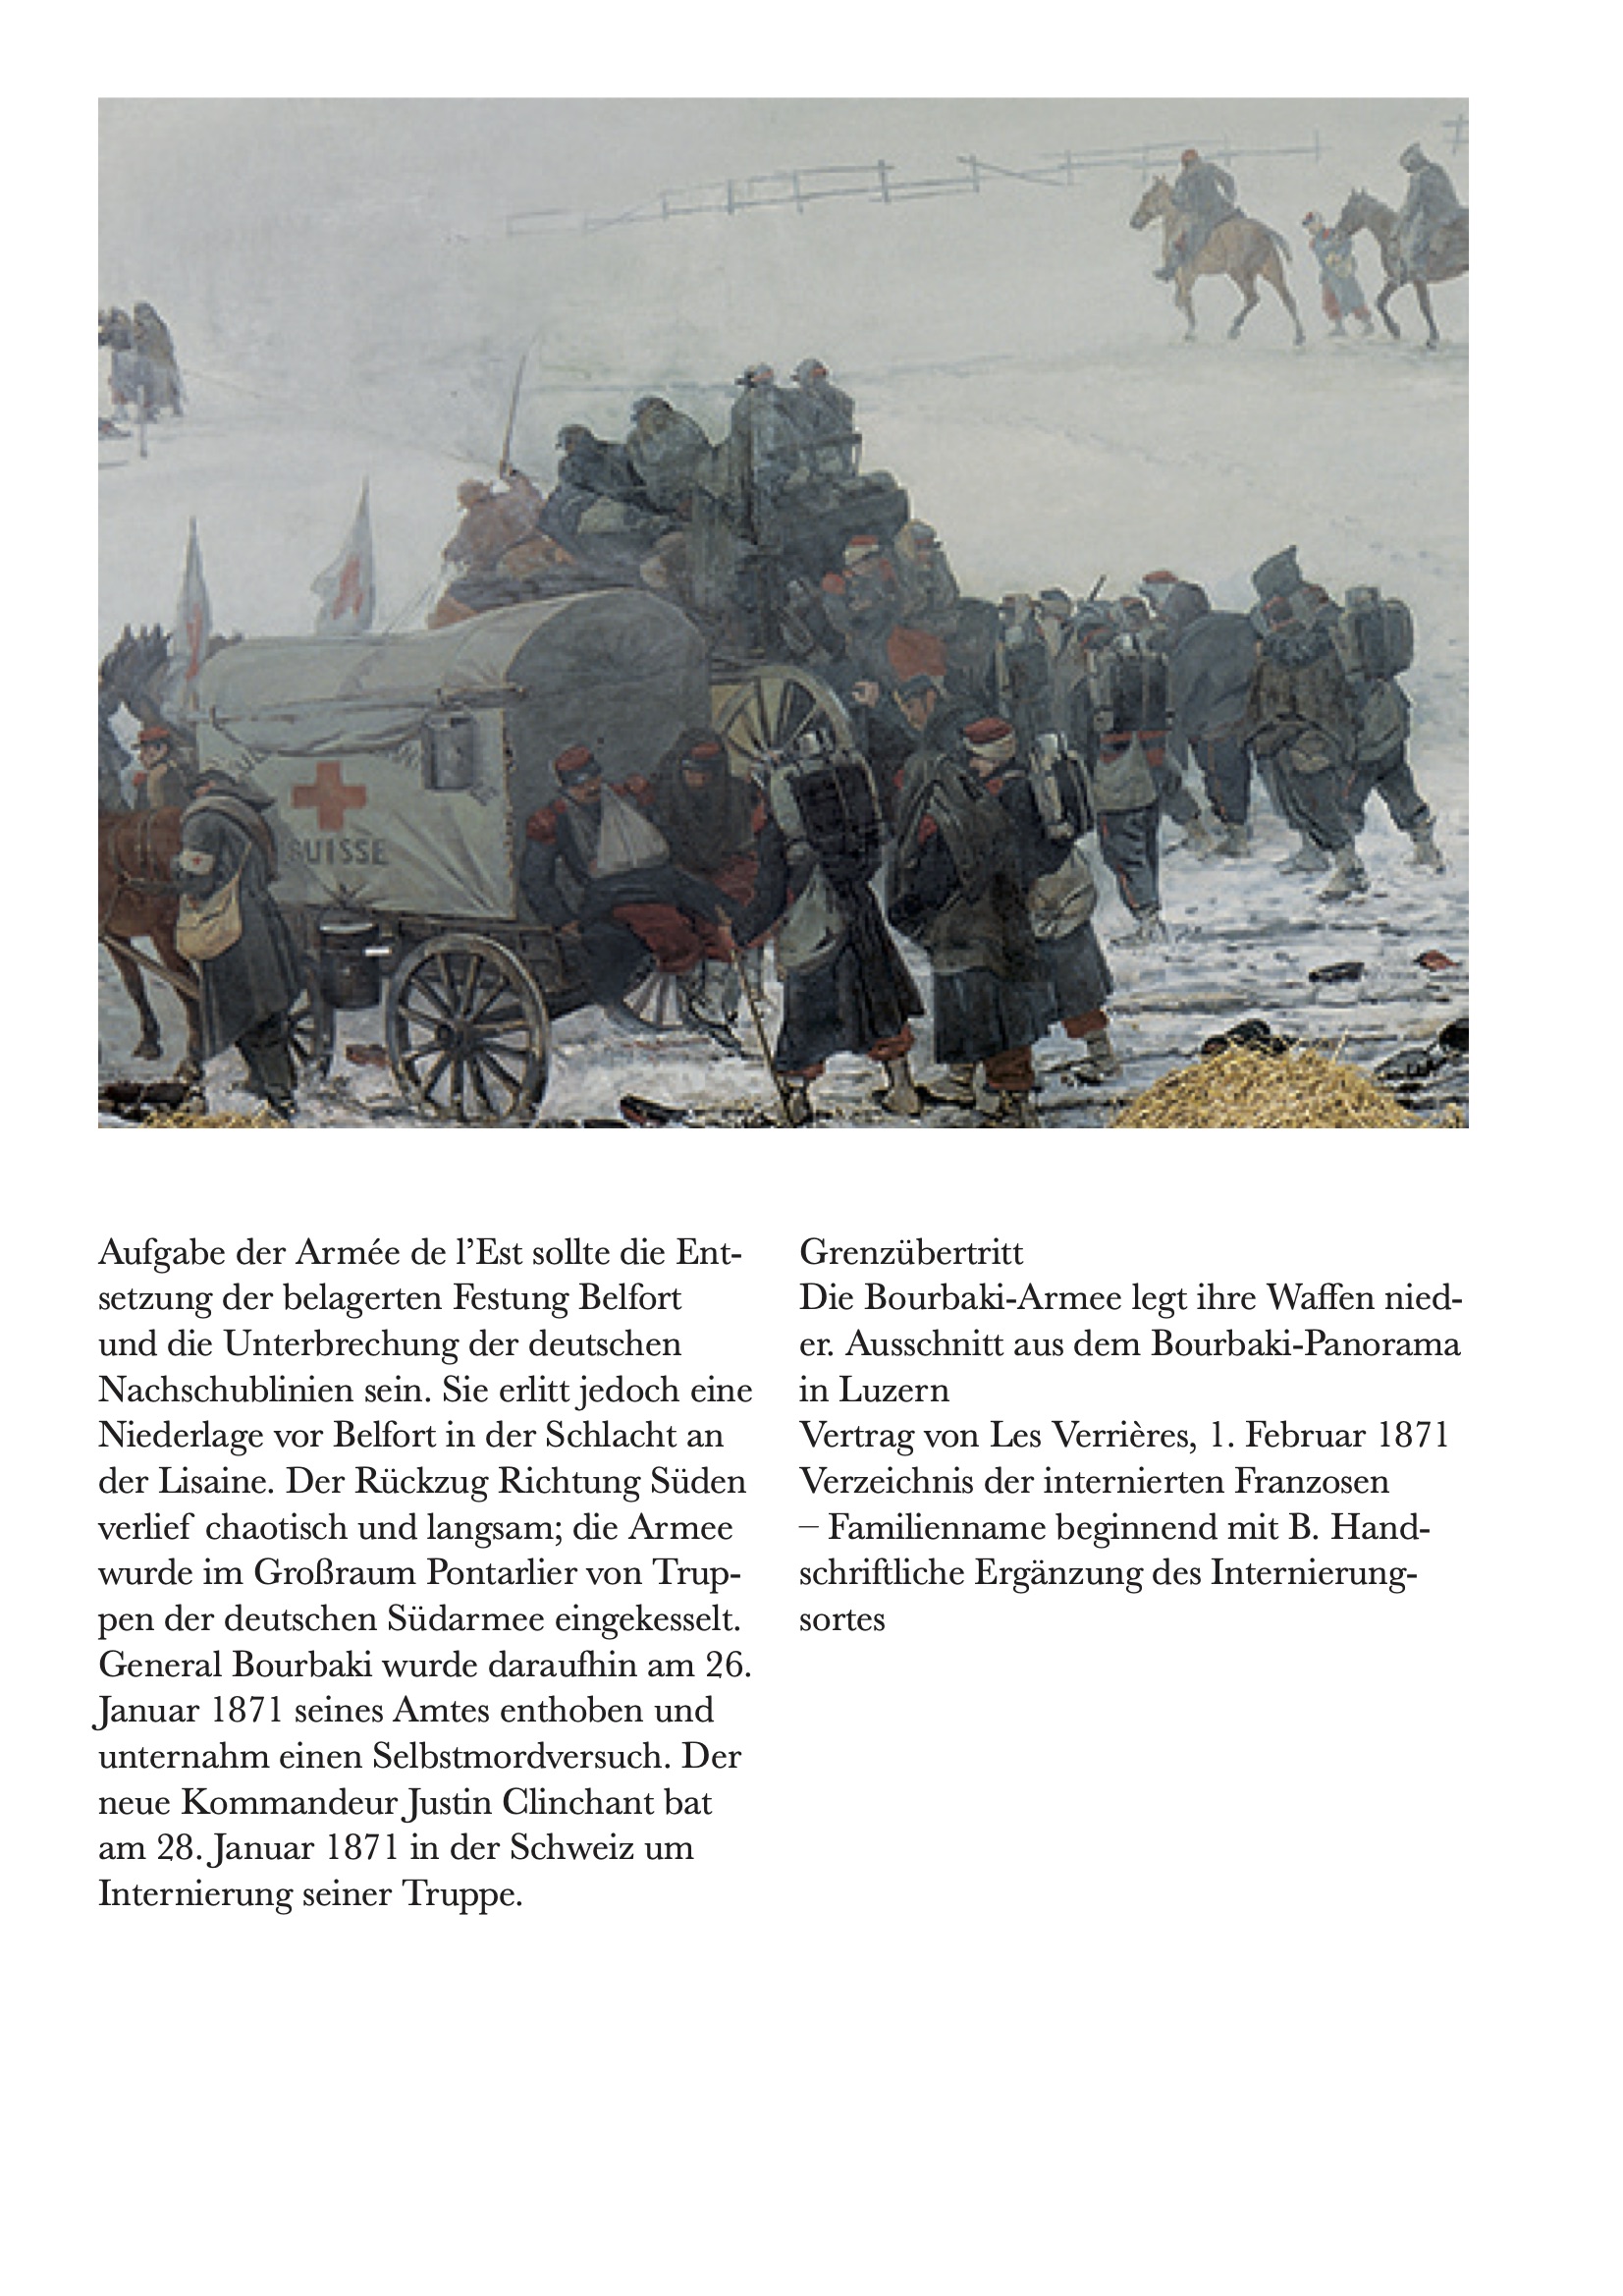 SUISSE
Aufgabe der Armée de l’Est sollte die Ent-
setzung der belagerten Festung Belfort
und die Unterbrechung der deutschen
Nachschublinien sein. Sie erlitt jedoch eine
Niederlage vor Belfort in der Schlacht an
der Lisaine. Der Rückzug Richtung Süden
verlief chaotisch und langsam; die Armee
wurde im Großraum Pontarlier von Trup-
pen der deutschen Südarmee eingekesselt.
General Bourbaki wurde daraufhin am 26.
Januar 1871 seines Amtes enthoben und
unternahm einen Selbstmordversuch. Der
neue Kommandeur Justin Clinchant bat
am 28. Januar 1871 in der Schweiz um
Internierung seiner Truppe.
Grenzübertritt
Die Bourbaki-Armee legt ihre Waffen nied-
er. Ausschnitt aus dem Bourbaki-Panorama
in Luzern
Vertrag von Les Verrières, 1. Februar 1871
Verzeichnis der internierten Franzosen
– Familienname beginnend mit B. Hand-
schriftliche Ergänzung des Internierung-
sortes